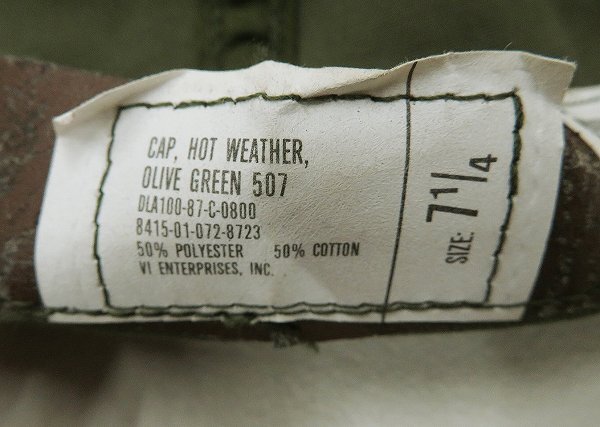 CAP, HOT WEATHER,
OLIVE GREEN 507
DLA100-87-C-0800
8415-01-072-8723
50% POLYESTER 50% COTTON
VI ENTERPRISES, INC.
SIZE: 7 1/4